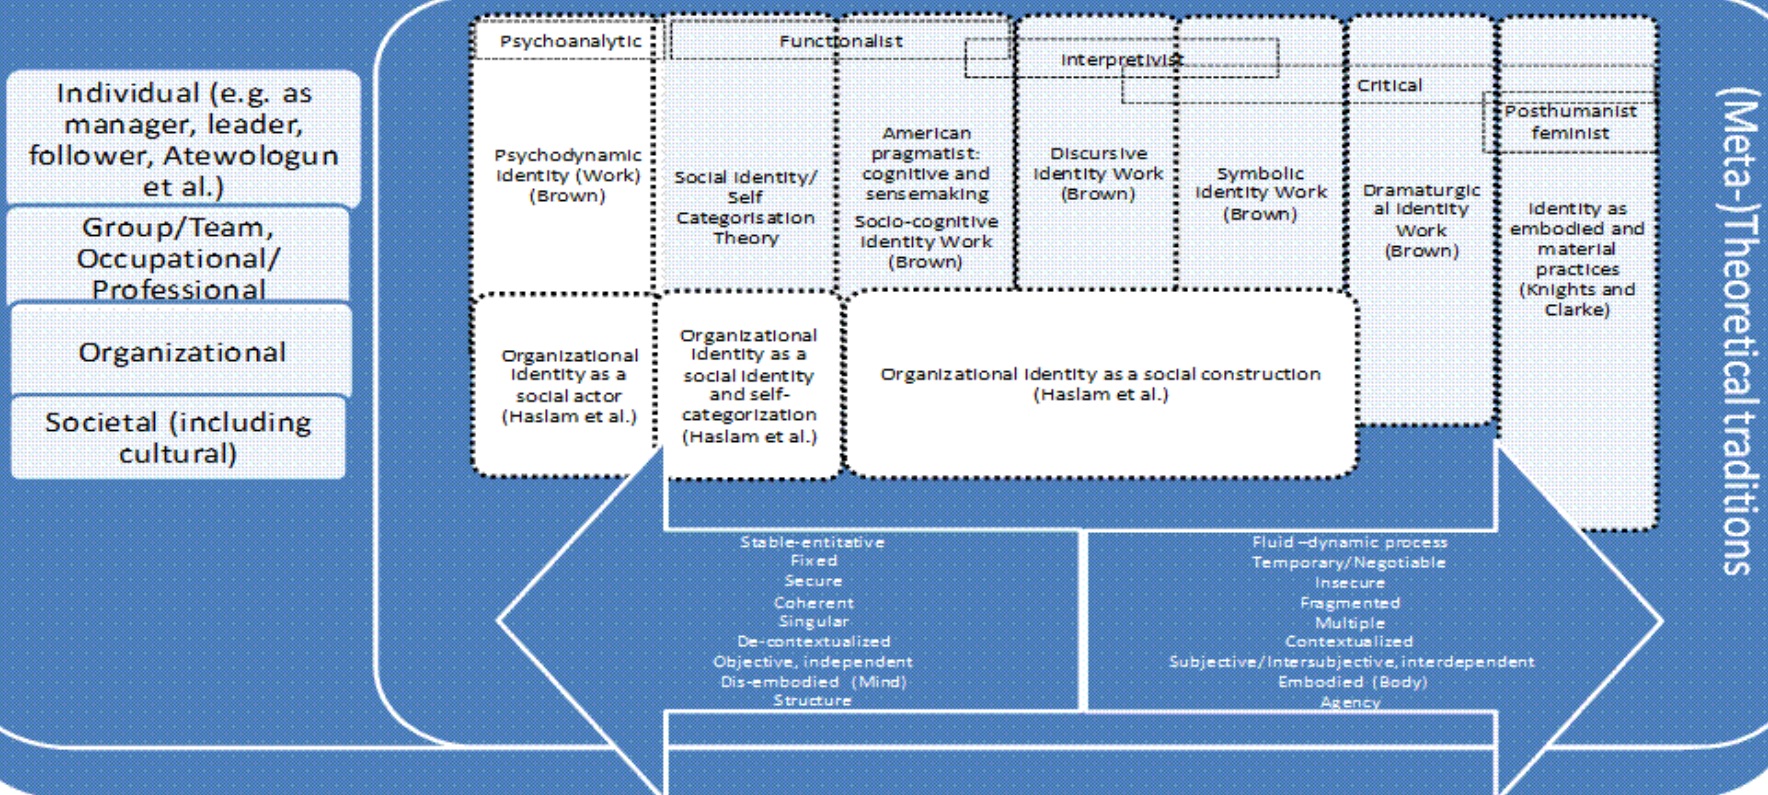 Individual (e.g. as
manager, leader,
follower, Atewologun
et al.)
Group/Team,
Occupational/
Professional
Organizational
Societal (including
cultural)
Psychoanalytic
Functionalist
Interpretivist
Critical
Posthumanist
feminist
Psychodynamic
Identity (Work)
(Brown)
Social Identity/
Self
Categorisation
Theory
American
pragmatist:
cognitive and
sensemaking
Socio-cognitive
Identity Work
(Brown)
Discursive
Identity Work
(Brown)
Symbolic
Identity Work
(Brown)
Dramaturgic
al Identity
Work
(Brown)
Identity as
embodied and
material
practices
(Knights and
Clarke)
Organizational
Identity as a
social actor
(Haslam et al.)
Organizational
Identity as a
social identity
and self-
categorization
(Haslam et al.)
Organizational Identity as a social construction
(Haslam et al.)
Stable-entitative
Fixed
Secure
Coherent
Singular
De-contextualized
Objective, independent
Dis-embodied (Mind)
Structure
Fluid –dynamic process
Temporary/Negotiable
Insecure
Fragmented
Multiple
Contextualized
Subjective/Intersubjective, interdependent
Embodied (Body)
Agency
(Meta-)Theoretical traditions